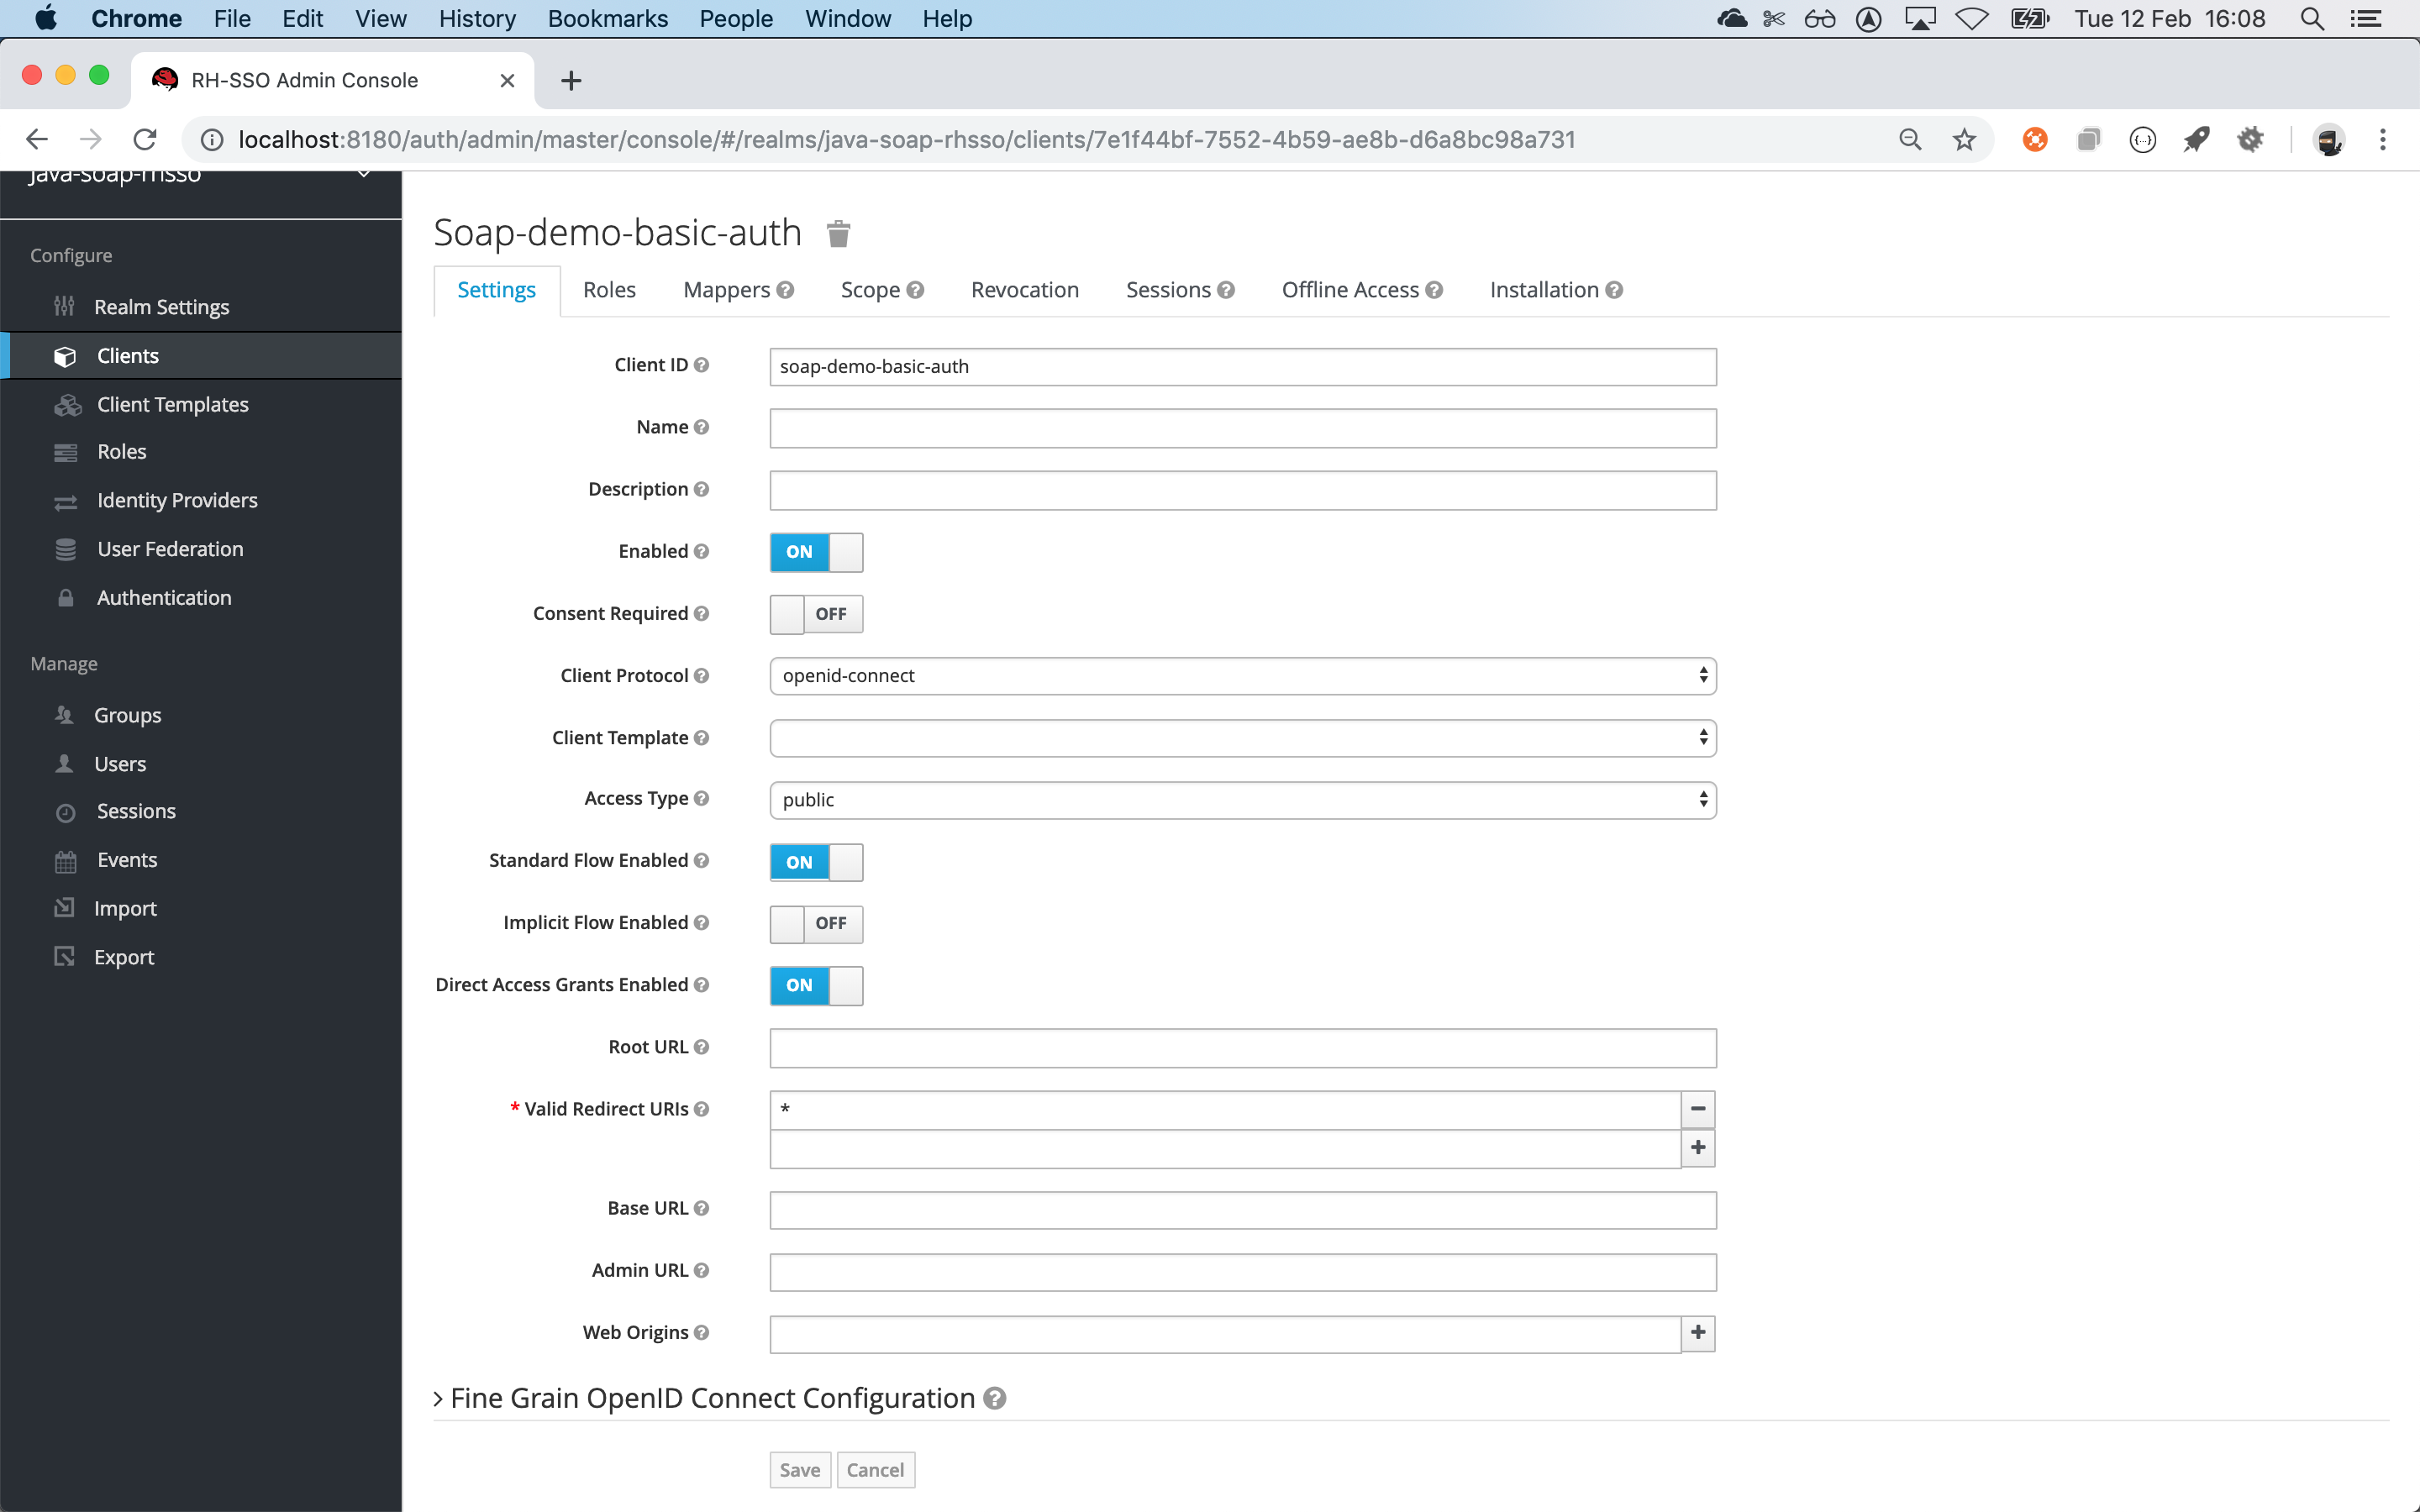 Chrome File Edit View History Bookmarks People Window Help Tue 12 Feb 16:08
RH-SSO Admin Console
localhost:8180/auth/admin/master/console/#/realms/java-soap-rhsso/clients/7e1f44bf-7552-4b59-ae8b-d6a8bc98a731
java-soap-rhsso
Configure
Realm Settings
Clients
Client Templates
Roles
Identity Providers
User Federation
Authentication
Manage
Groups
Users
Sessions
Events
Import
Export
Soap-demo-basic-auth
Settings Roles Mappers Scope Revocation Sessions Offline Access Installation
Client ID soap-demo-basic-auth
Name
Description
Enabled ON
Consent Required OFF
Client Protocol openid-connect
Client Template
Access Type public
Standard Flow Enabled ON
Implicit Flow Enabled OFF
Direct Access Grants Enabled ON
Root URL
* Valid Redirect URIs *
Base URL
Admin URL
Web Origins
Fine Grain OpenID Connect Configuration
Save Cancel